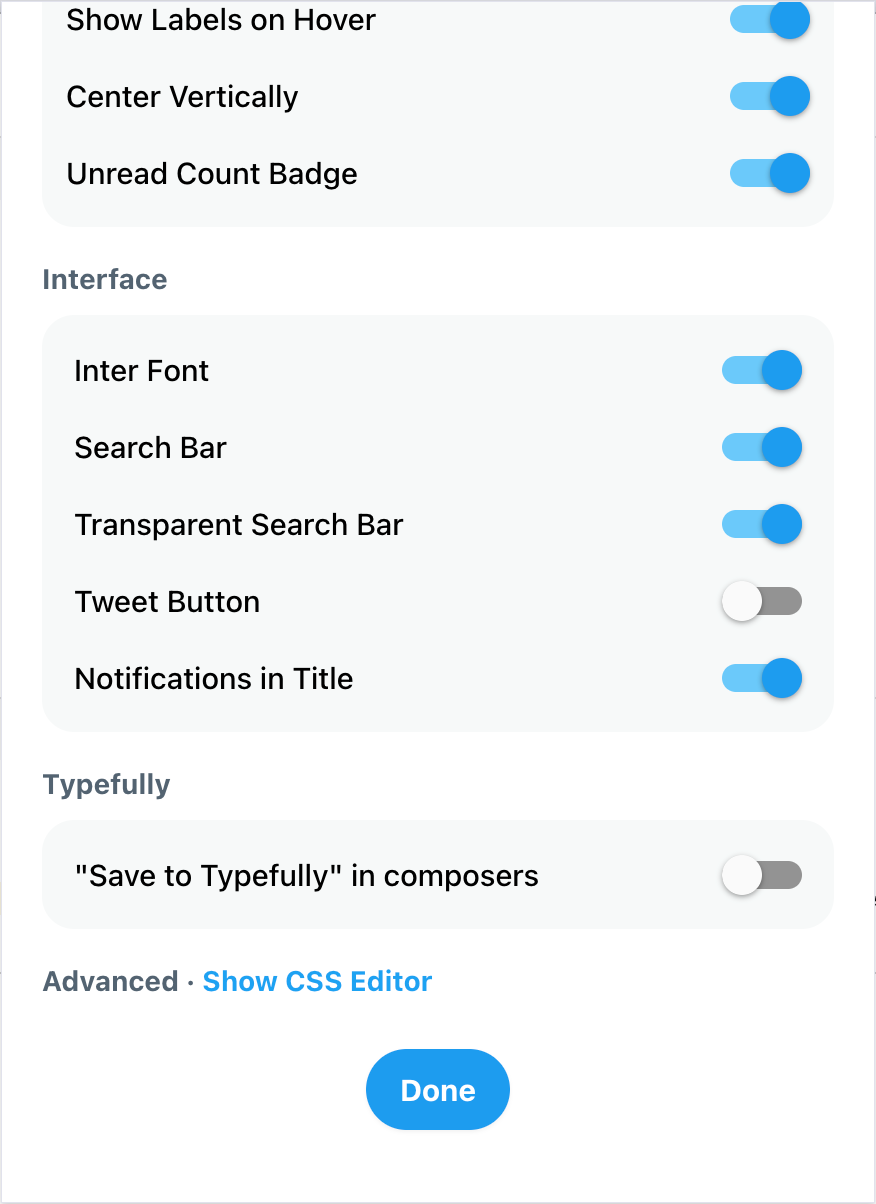 Show Labels on Hover
Center Vertically
Unread Count Badge
Interface
Inter Font
Search Bar
Transparent Search Bar
Tweet Button
Notifications in Title
Typefully
"Save to Typefully" in composers
Advanced · Show CSS Editor
Done